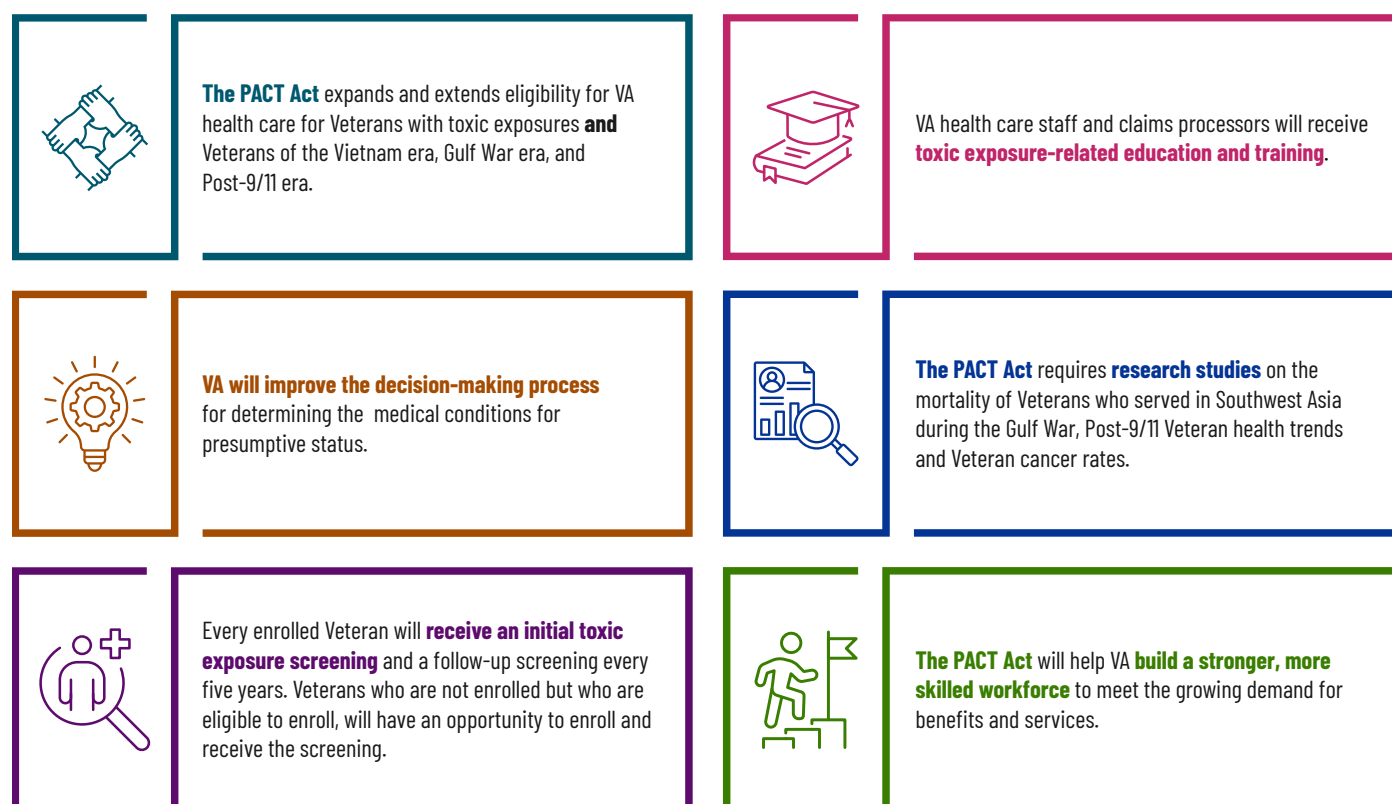 The PACT Act expands and extends eligibility for VA
health care for Veterans with toxic exposures and
Veterans of the Vietnam era, Gulf War era, and
Post-9/11 era.
VA health care staff and claims processors will receive
toxic exposure-related education and training.
VA will improve the decision-making process
for determining the medical conditions for
presumptive status.
The PACT Act requires research studies on the
mortality of Veterans who served in Southwest Asia
during the Gulf War, Post-9/11 Veteran health trends
and Veteran cancer rates.
Every enrolled Veteran will receive an initial toxic
exposure screening and a follow-up screening every
five years. Veterans who are not enrolled but who are
eligible to enroll, will have an opportunity to enroll and
receive the screening.
The PACT Act will help VA build a stronger, more
skilled workforce to meet the growing demand for
benefits and services.